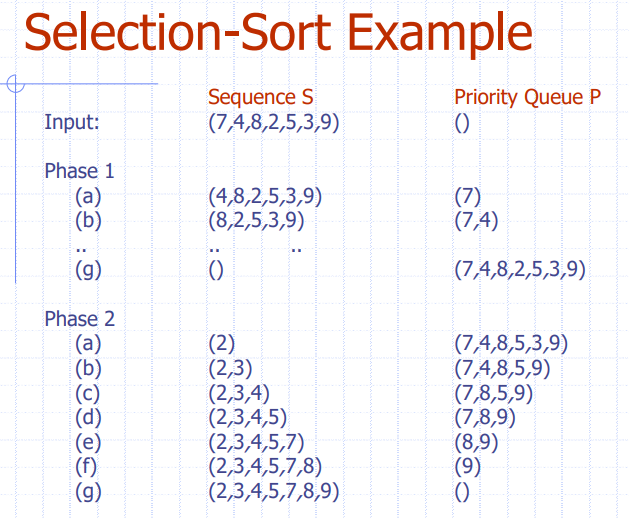 Selection-Sort Example
Sequence S Priority Queue P
Input: (7,4,8,2,5,3,9) ()
Phase 1
(a) (4,8,2,5,3,9) (7)
(b) (8,2,5,3,9) (7,4)
.. .. ..
(g) () (7,4,8,2,5,3,9)
Phase 2
(a) (2) (7,4,8,5,3,9)
(b) (2,3) (7,4,8,5,9)
(c) (2,3,4) (7,8,5,9)
(d) (2,3,4,5) (7,8,9)
(e) (2,3,4,5,7) (8,9)
(f) (2,3,4,5,7,8) (9)
(g) (2,3,4,5,7,8,9) ()